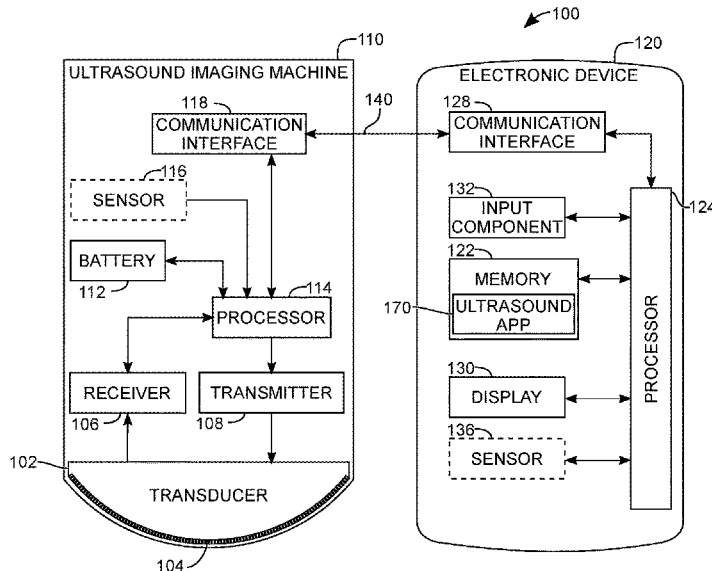 100
110
ULTRASOUND IMAGING MACHINE
118
COMMUNICATION
INTERFACE
116
SENSOR
BATTERY
112
114
PROCESSOR
RECEIVER
106
TRANSMITTER
108
102
TRANSDUCER
104
140
120
ELECTRONIC DEVICE
128
COMMUNICATION
INTERFACE
124
132
INPUT
COMPONENT
122
MEMORY
170
ULTRASOUND
APP
130
DISPLAY
136
SENSOR
PROCESSOR